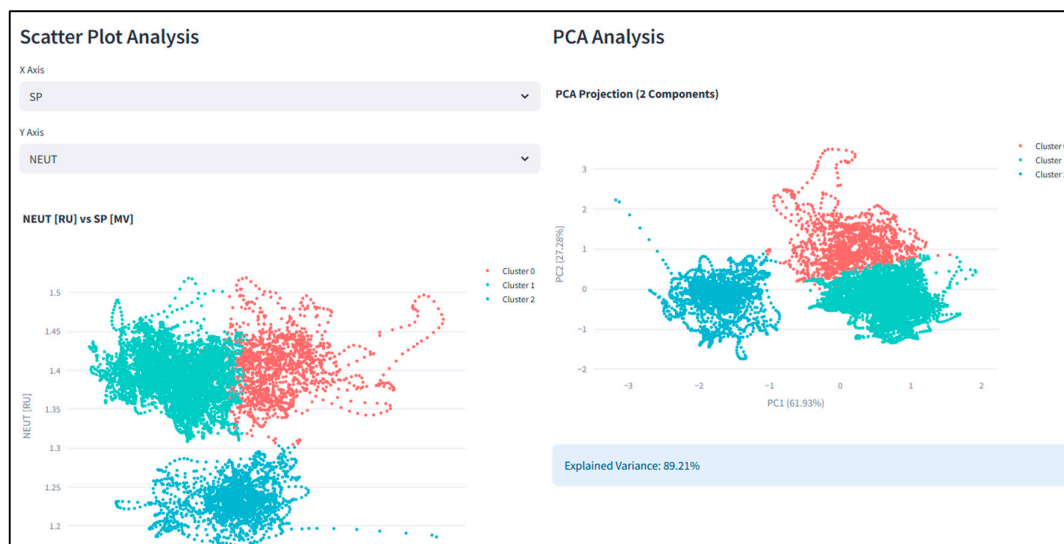 Scatter Plot Analysis
X Axis
SP
Y Axis
NEUT
NEUT [RU] vs SP [MV]
Cluster 0
Cluster 1
Cluster 2
NEUT [RU]
1.5
1.45
1.4
1.35
1.3
1.25
1.2
PCA Analysis
PCA Projection (2 Components)
Cluster
Cluster
Cluster
PC2 (27.28%)
3
2
1
0
−1
−2
−3
−2
−1
0
1
2
PC1 (61.93%)
Explained Variance: 89.21%